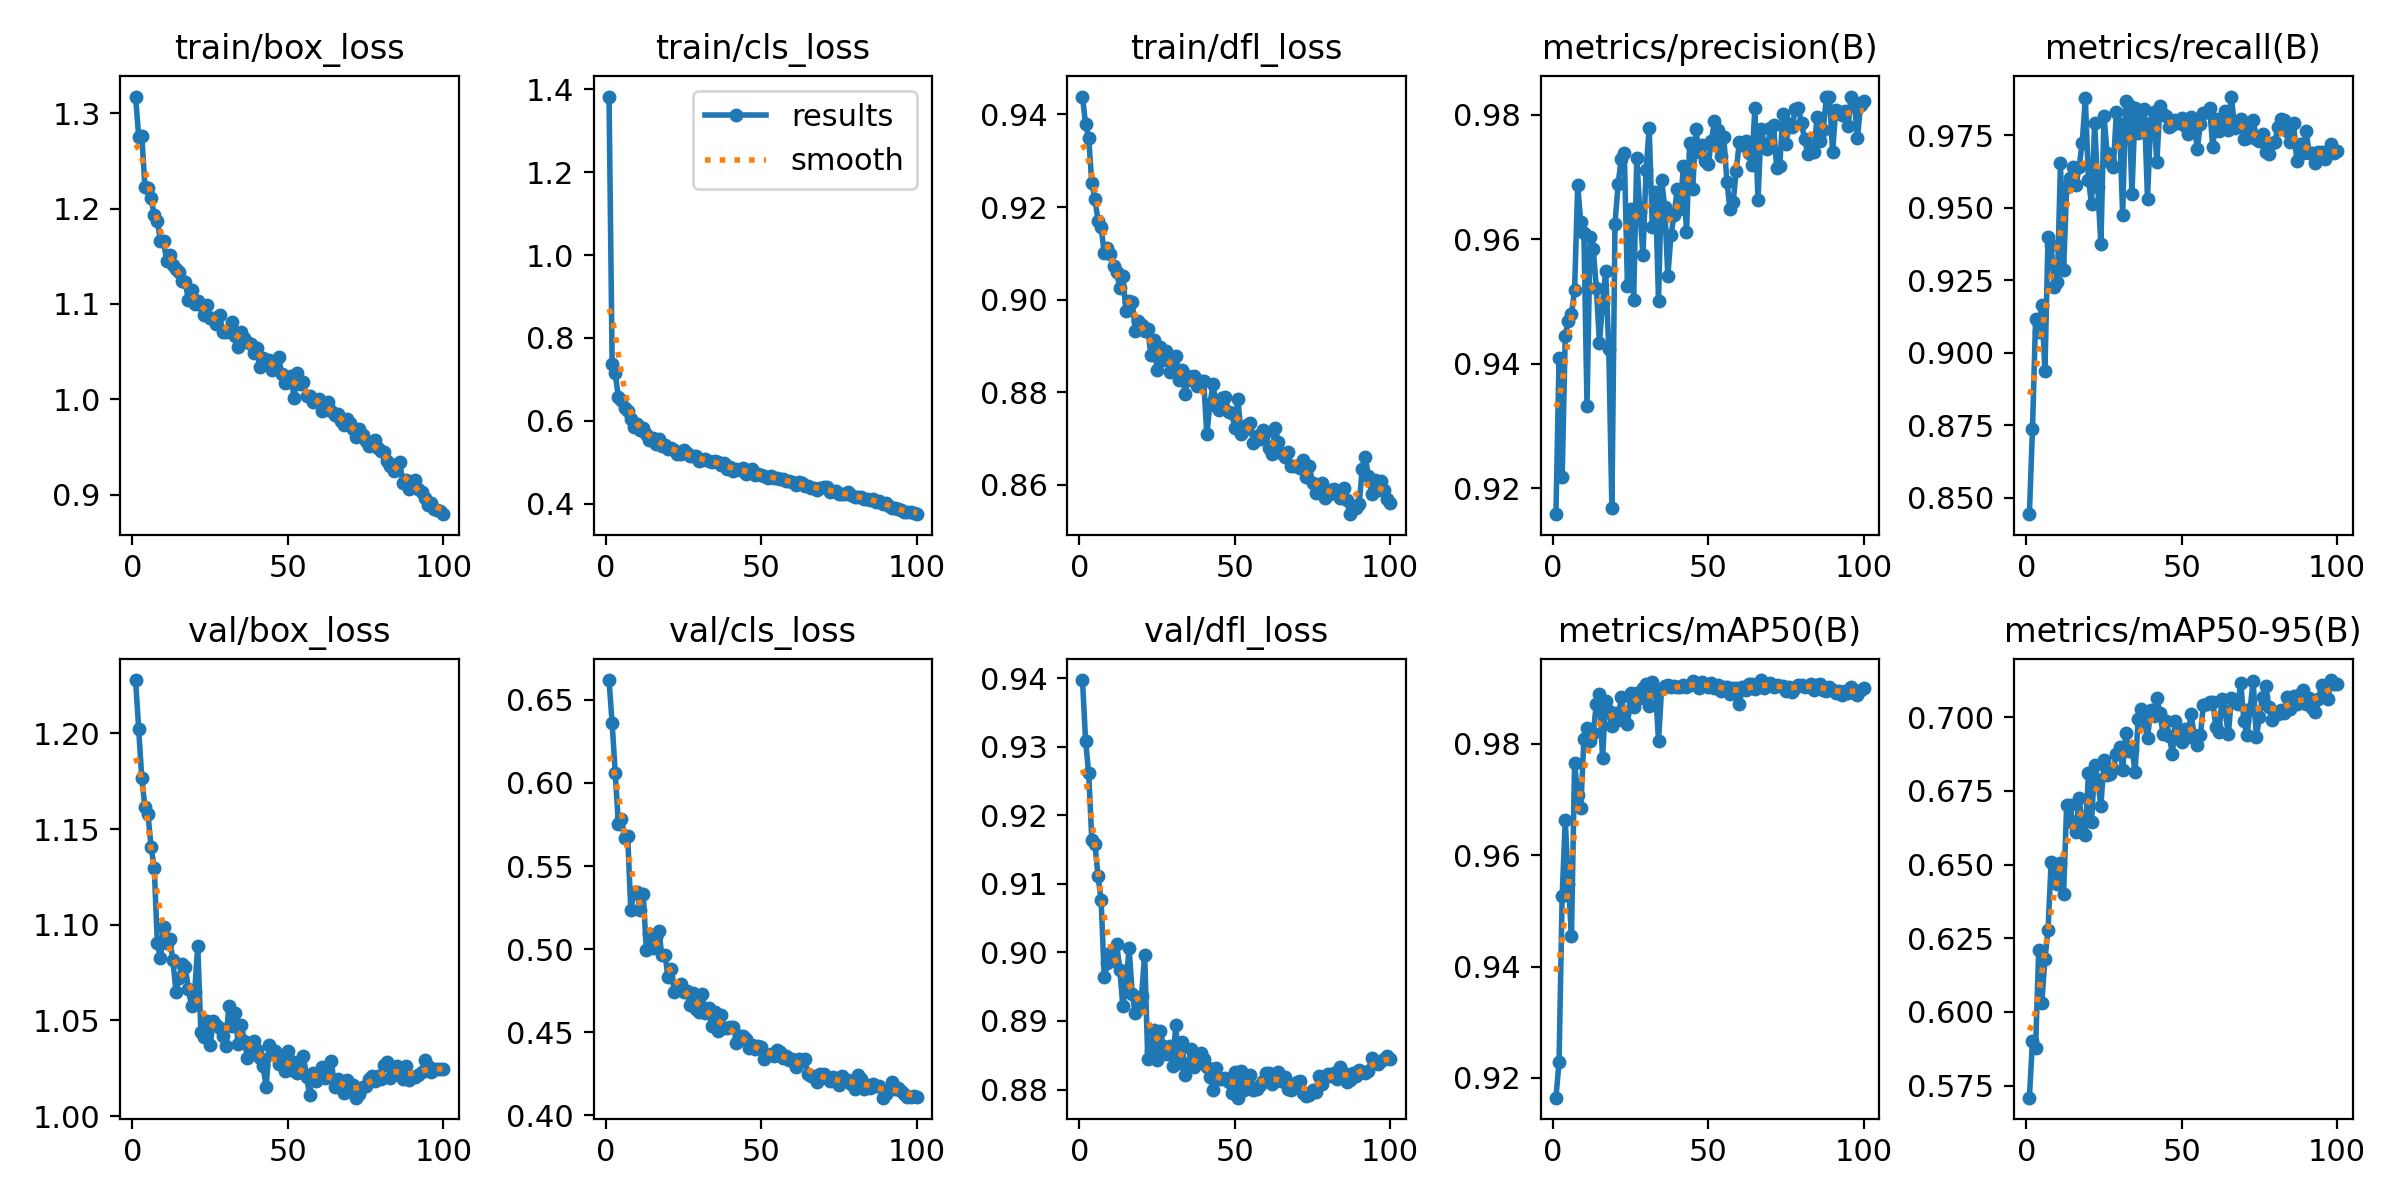 train/box_loss
1.3
1.2
1.1
1.0
0.9
0 50 100
train/cls_loss
1.4
1.2
1.0
0.8
0.6
0.4
0 50 100
results
smooth
train/dfl_loss
0.94
0.92
0.90
0.88
0.86
0 50 100
metrics/precision(B)
0.98
0.96
0.94
0.92
0 50 100
metrics/recall(B)
0.975
0.950
0.925
0.900
0.875
0.850
0 50 100
val/box_loss
1.20
1.15
1.10
1.05
1.00
0 50 100
val/cls_loss
0.65
0.60
0.55
0.50
0.45
0.40
0 50 100
val/dfl_loss
0.94
0.93
0.92
0.91
0.90
0.89
0.88
0 50 100
metrics/mAP50(B)
0.98
0.96
0.94
0.92
0 50 100
metrics/mAP50-95(B)
0.700
0.675
0.650
0.625
0.600
0.575
0 50 100